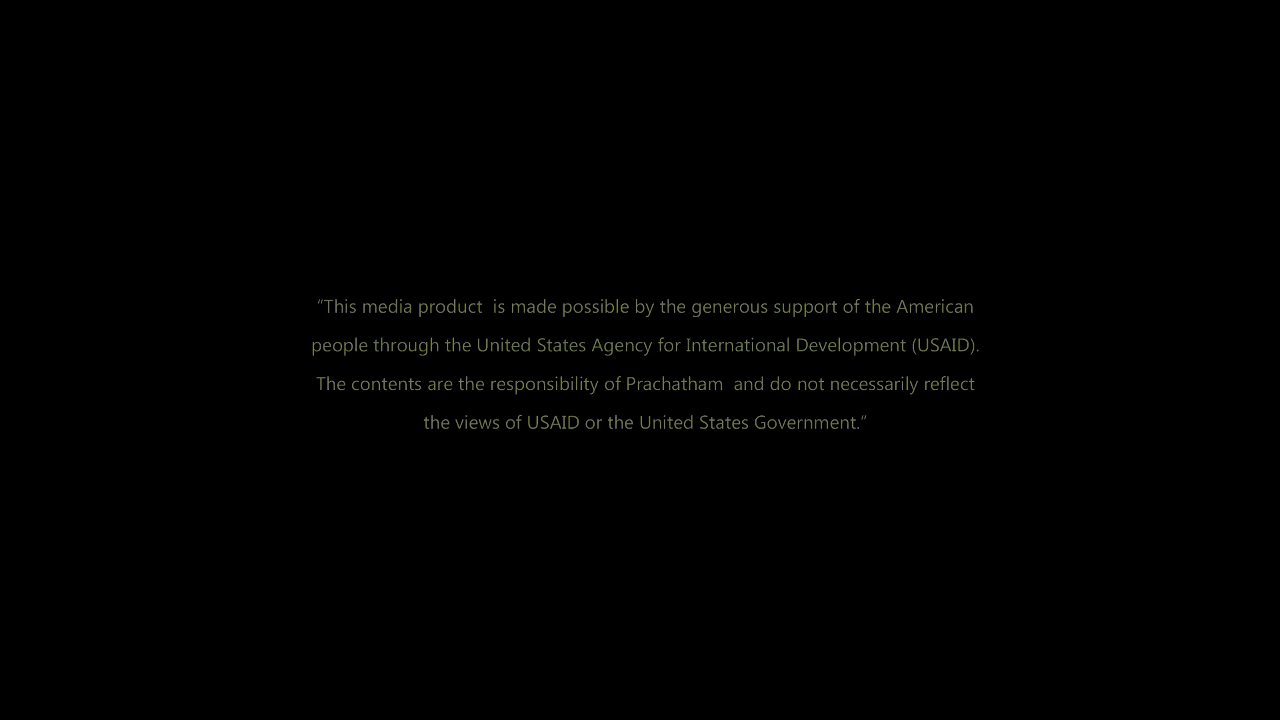 “This media product  is made possible by the generous support of the American
people through the United States Agency for International Development (USAID).
The contents are the responsibility of Prachatham  and do not necessarily reflect
the views of USAID or the United States Government.”